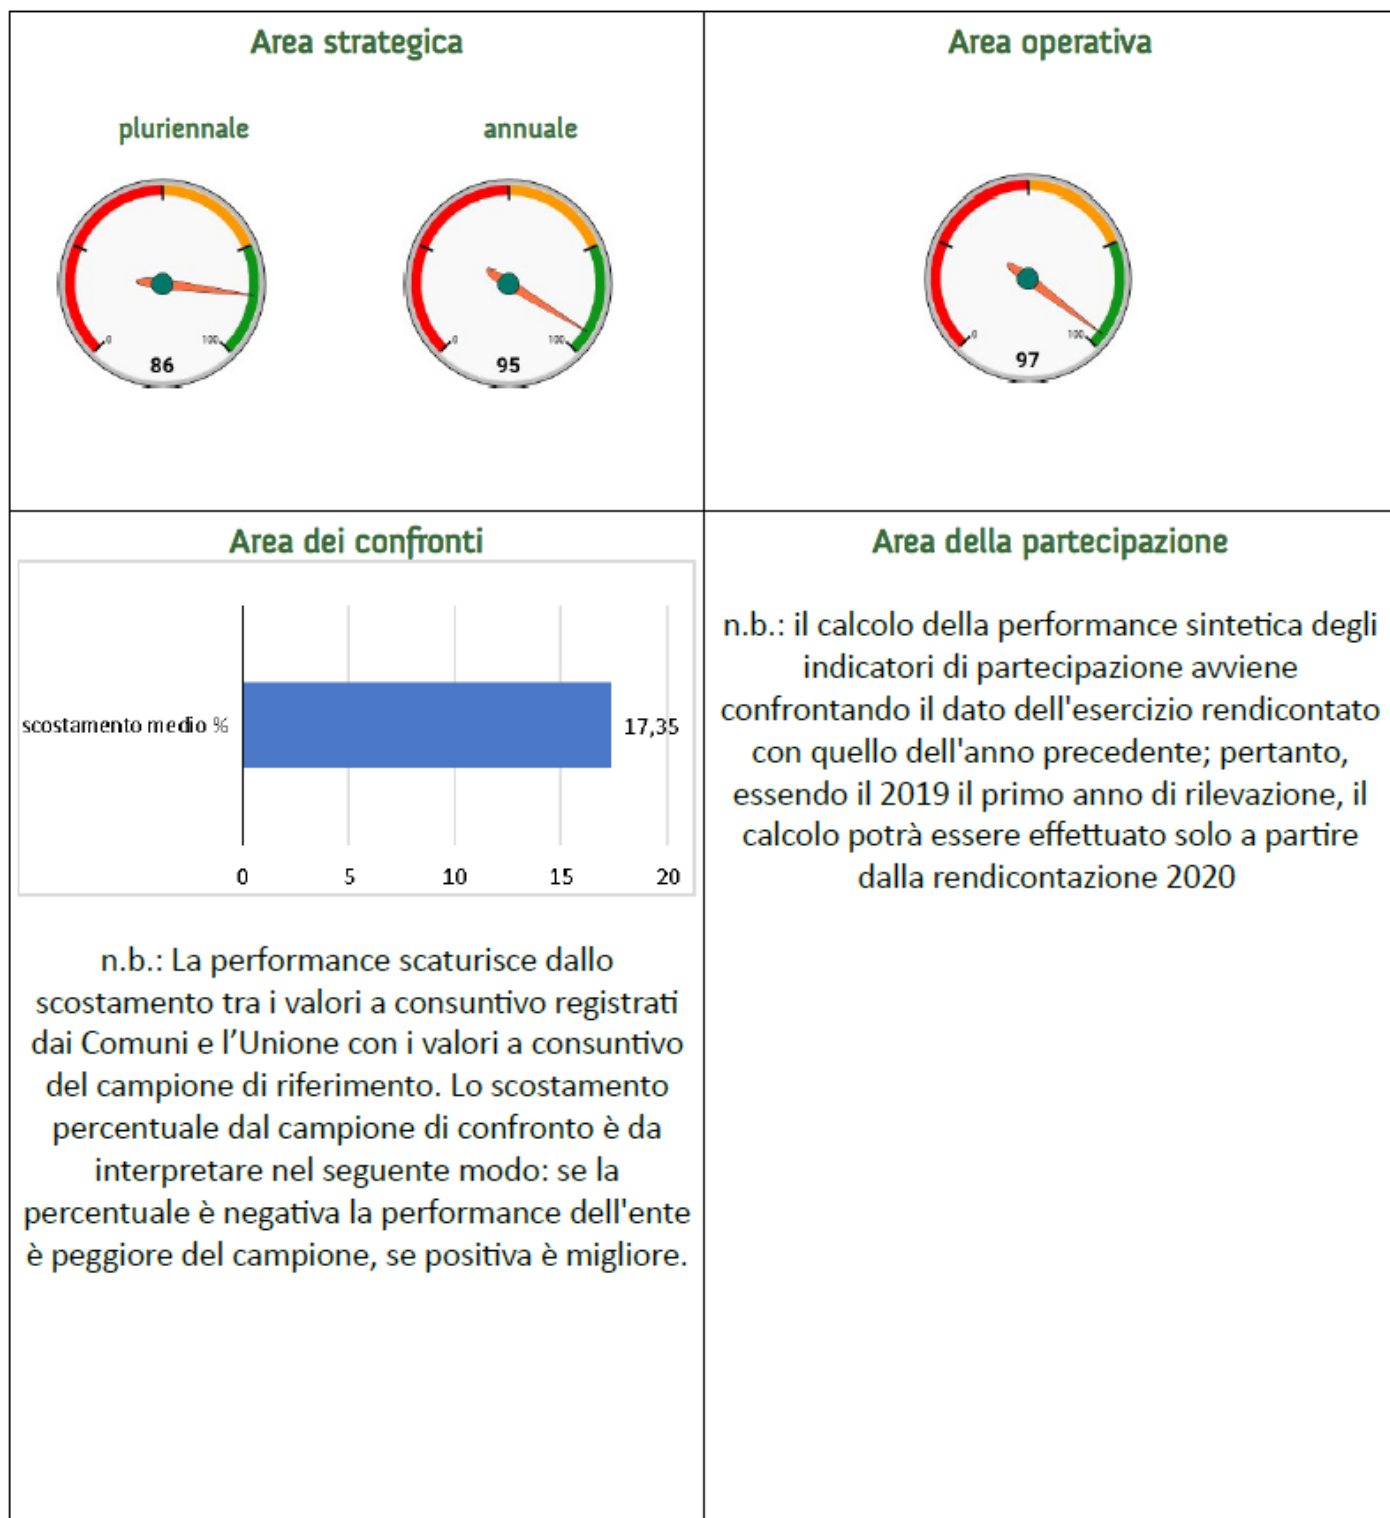 Area strategica
pluriennale
annuale
0
100
86
0
100
95
Area operativa
0
100
97
Area dei confronti
scostamento medio %
17,35
0
5
10
15
20
n.b.: La performance scaturisce dallo
scostamento tra i valori a consuntivo registrati
dai Comuni e l’Unione con i valori a consuntivo
del campione di riferimento. Lo scostamento
percentuale dal campione di confronto è da
interpretare nel seguente modo: se la
percentuale è negativa la performance dell'ente
è peggiore del campione, se positiva è migliore.
Area della partecipazione
n.b.: il calcolo della performance sintetica degli
indicatori di partecipazione avviene
confrontando il dato dell'esercizio rendicontato
con quello dell'anno precedente; pertanto,
essendo il 2019 il primo anno di rilevazione, il
calcolo potrà essere effettuato solo a partire
dalla rendicontazione 2020